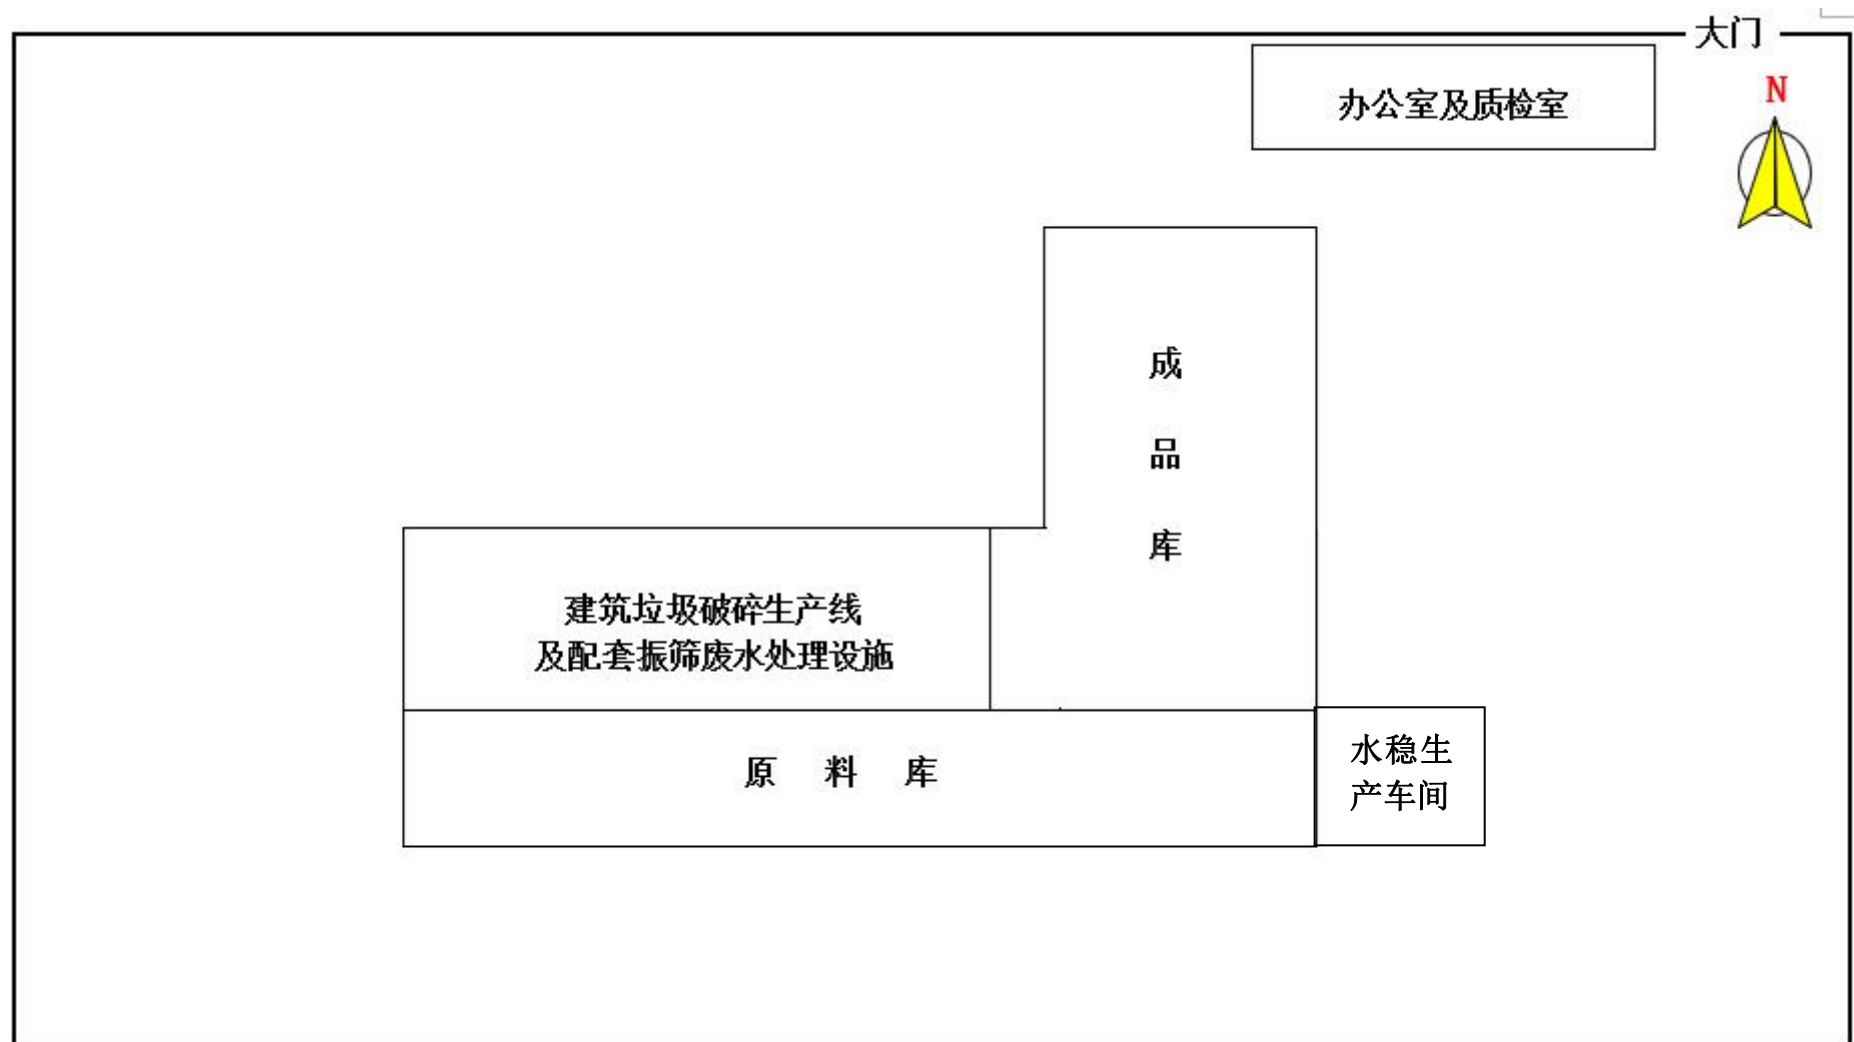 大门
办公室及质检室
N
成
品
库
建筑垃圾破碎生产线
及配套振筛废水处理设施
原 料 库
水稳生
产车间